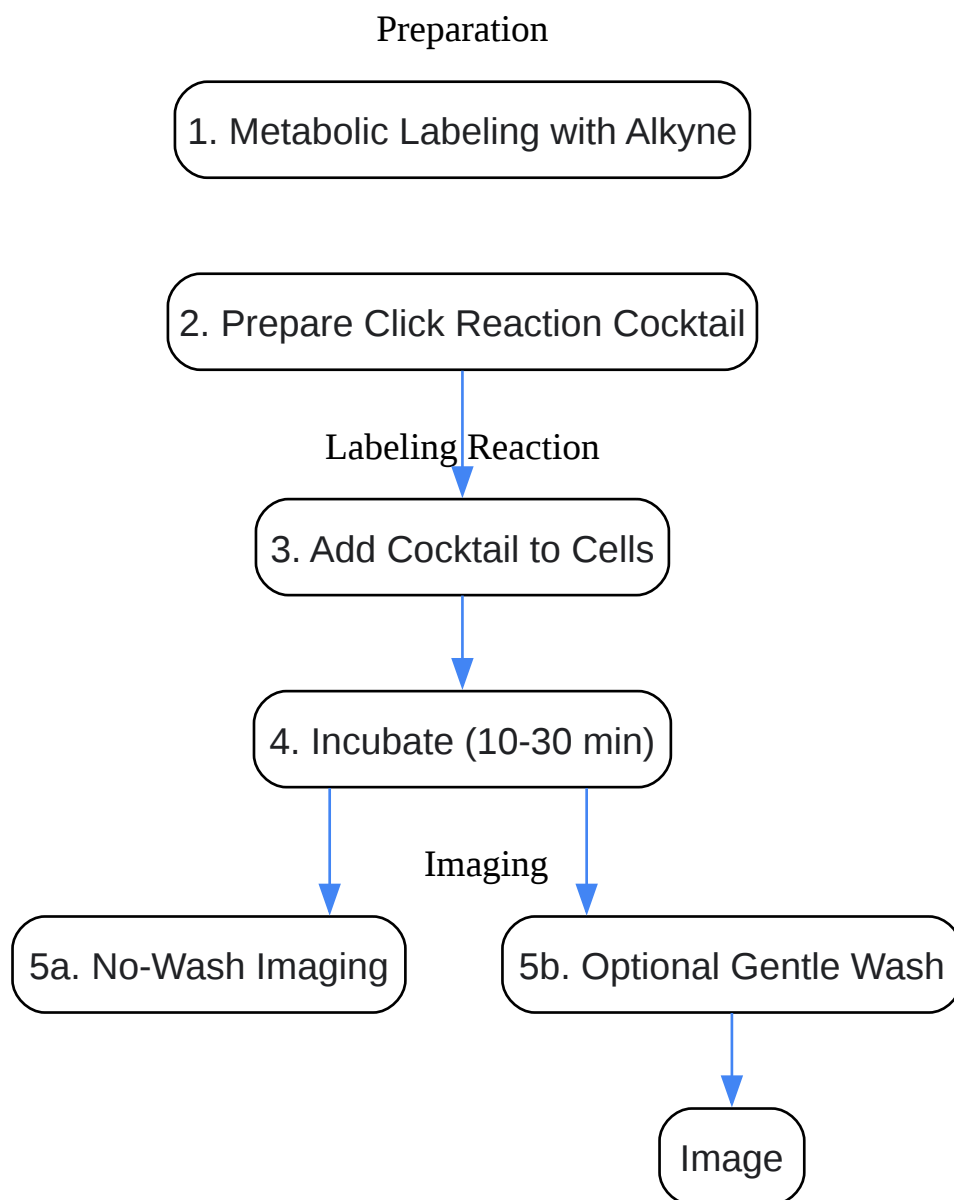 Preparation
1. Metabolic Labeling with Alkyne
2. Prepare Click Reaction Cocktail
Labeling Reaction
3. Add Cocktail to Cells
4. Incubate (10-30 min)
Imaging
5a. No-Wash Imaging
5b. Optional Gentle Wash
Image